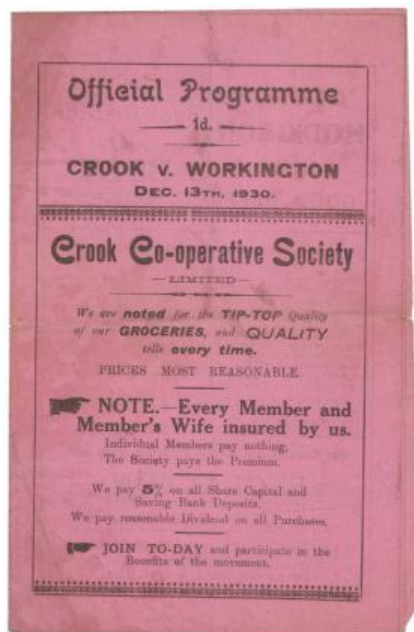 Official Programme
1d.
CROOK v. WORKINGTON
DEC. 13TH, 1930.
Crook Co-operative Society
LIMITED
We are noted for the TIP-TOP Quality
of our GROCERIES, and QUALITY
tells every time.
PRICES MOST REASONABLE.
NOTE.—Every Member and
Member's Wife insured by us.
Individual Members pay nothing.
The Society pays the Premium.
We pay 5% on all Share Capital and
Saving Bank Deposits.
We pay reasonable Dividend on all Purchases.
JOIN TO-DAY and participate in the
Benefits of the movement.